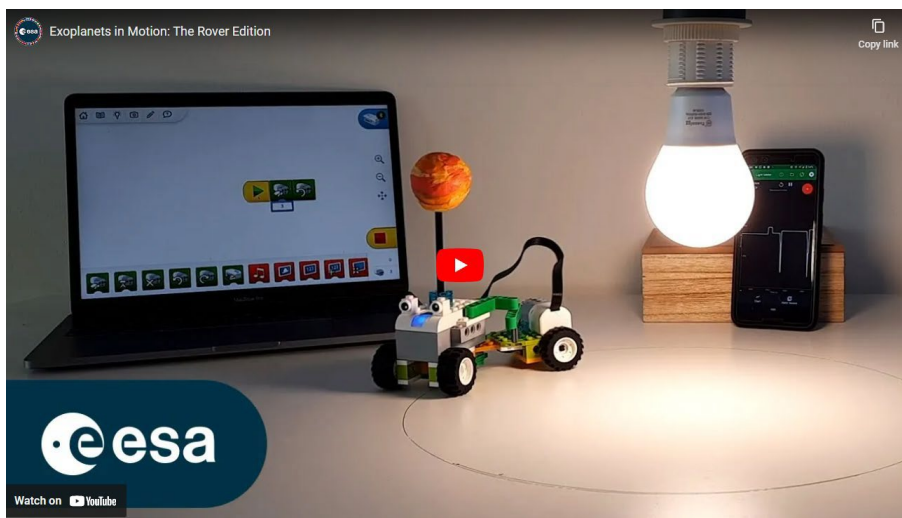 esa
Exoplanets in Motion: The Rover Edition
Copy link
esa
Watch on YouTube